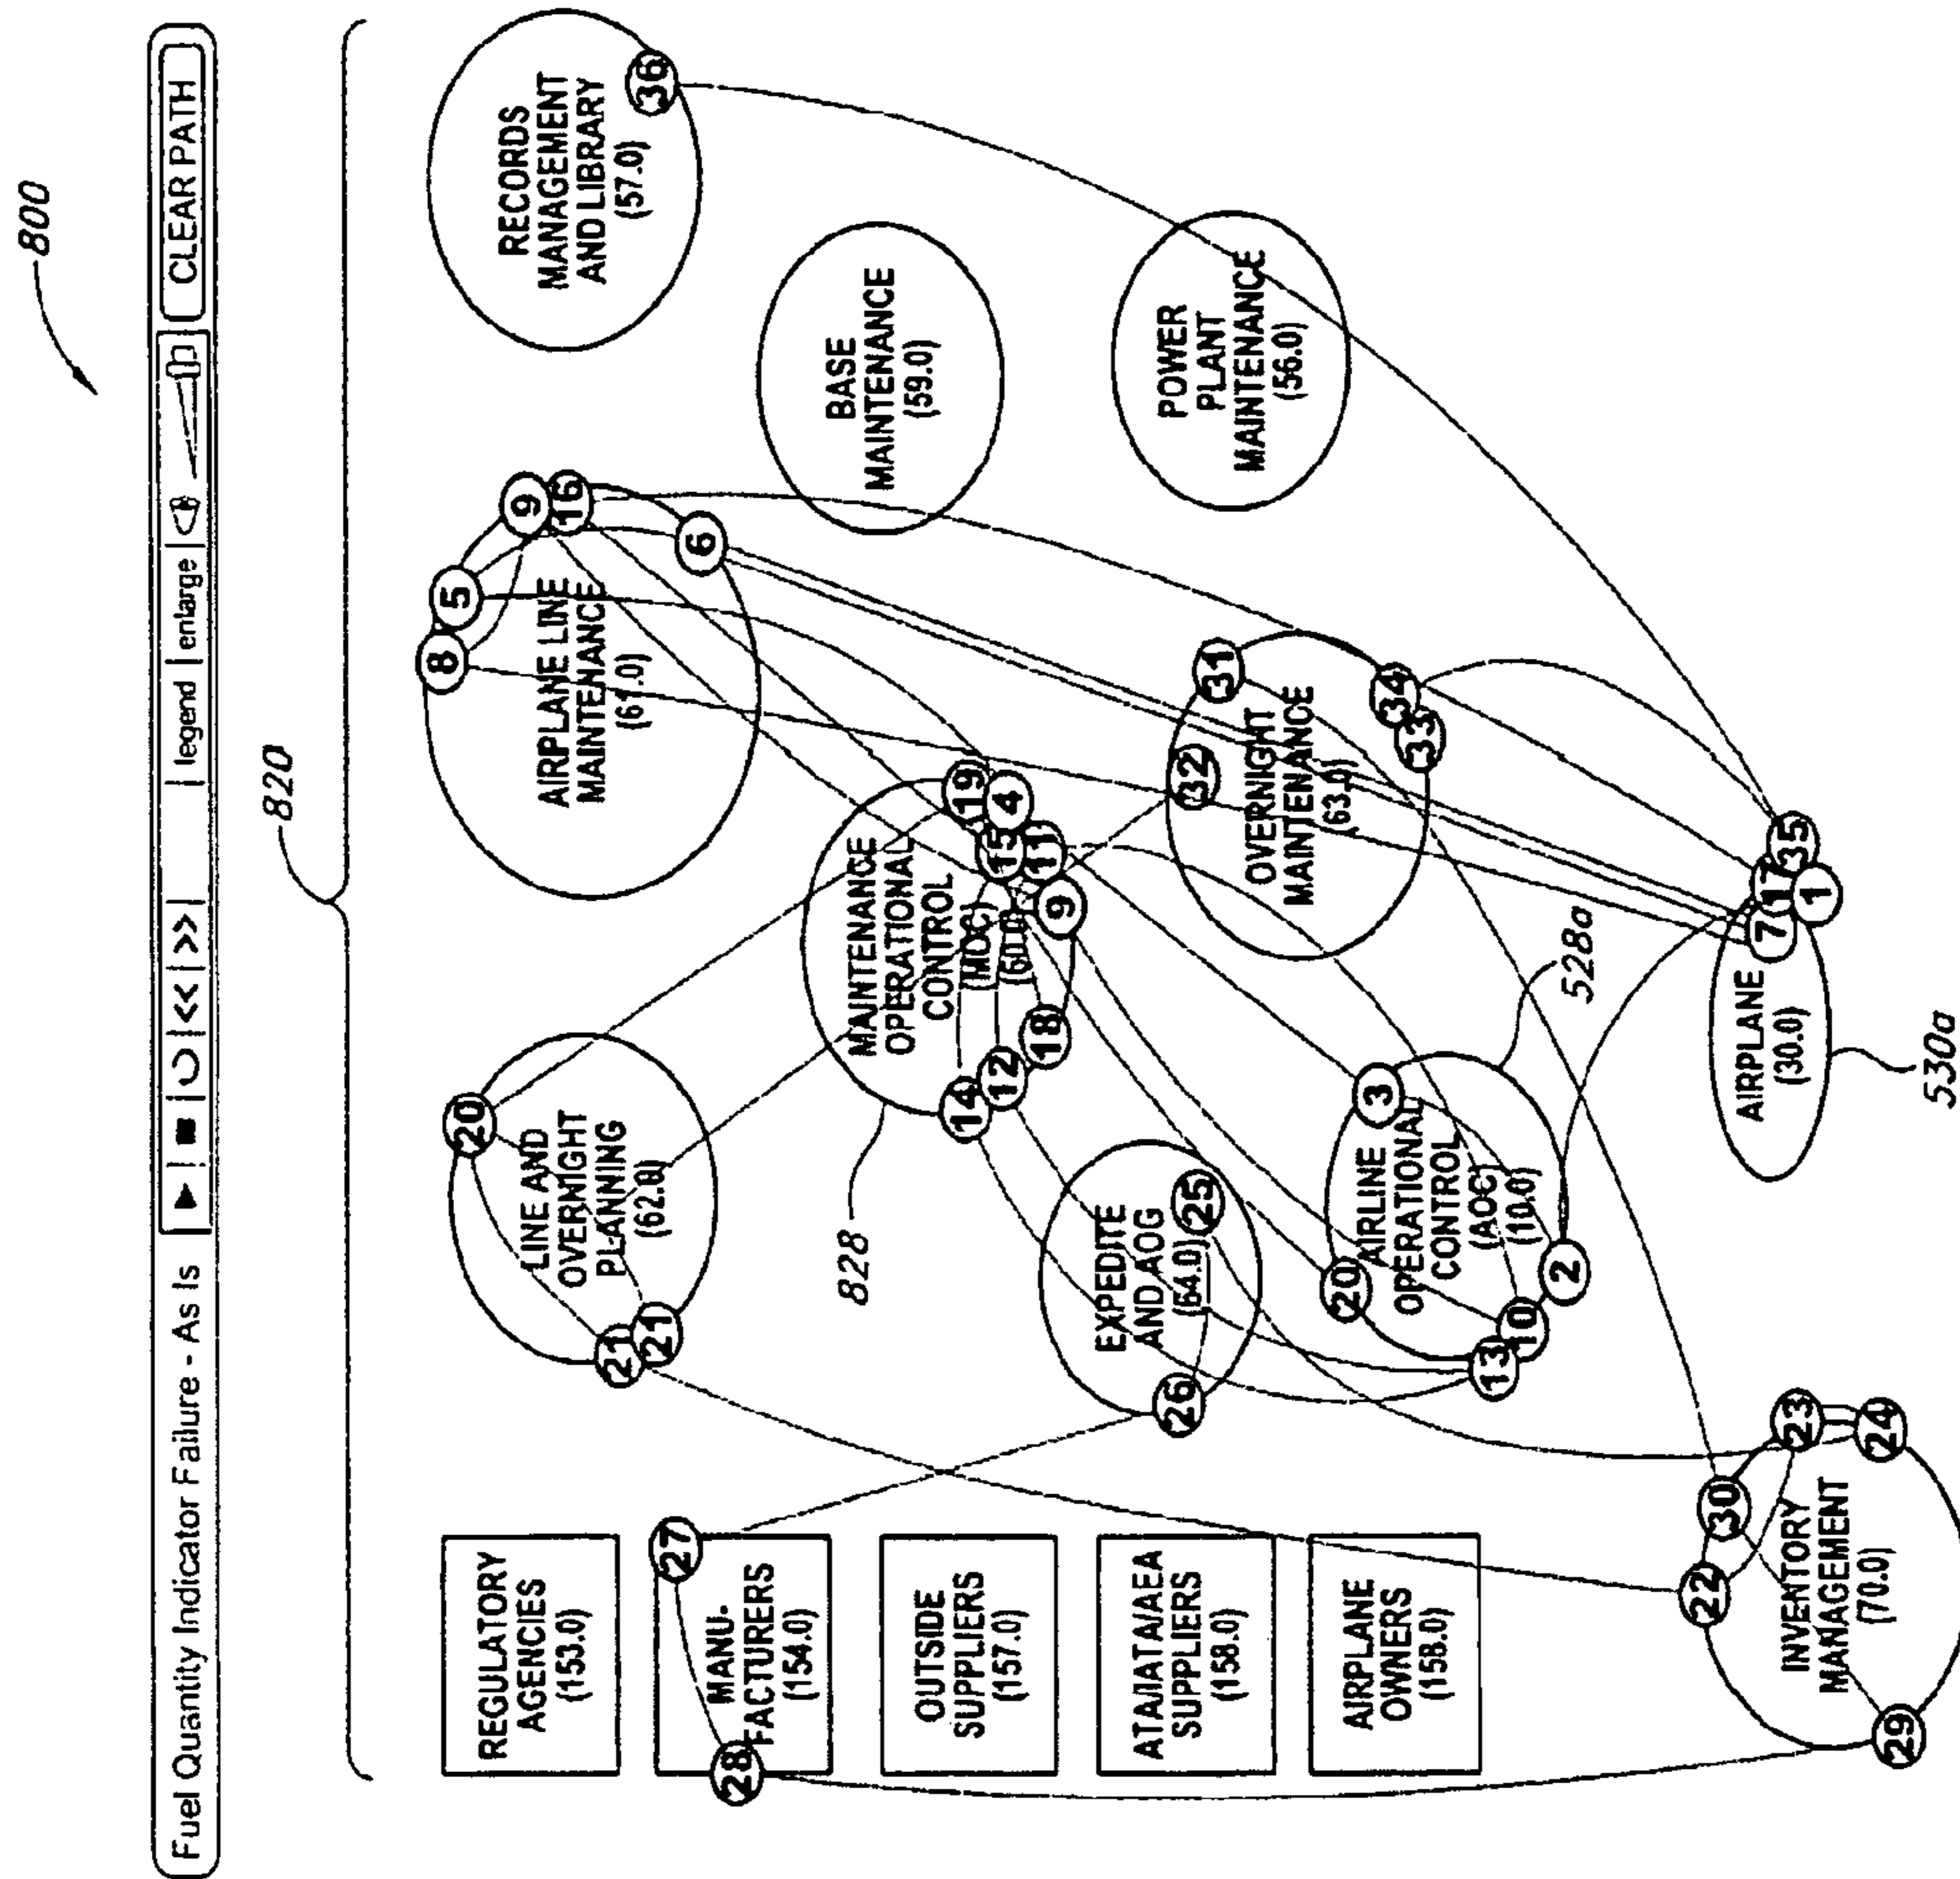 800
Fuel Quantity Indicator Failure - As Is
legend
enlarge
CLEAR PATH
820
REGULATORY
AGENCIES
(153.0)
LINE AND
OVERNIGHT
PLANNING
(62.0)
20
21
21
AIRPLANE LINE
MAINTENANCE
(61.0)
8
5
9
16
6
RECORDS
MANAGEMENT
AND LIBRARY
(57.0)
36
MANU-
FACTURERS
(154.0)
27
28
828
MAINTENANCE
OPERATIONAL
CONTROL
(MOC)
(60.0)
19
4
15
11
9
14
12
18
BASE
MAINTENANCE
(59.0)
OUTSIDE
SUPPLIERS
(157.0)
EXPEDITE
AND AOG
(64.0)
25
26
ATA/IATA/AEA
SUPPLIERS
(158.0)
OVERNIGHT
MAINTENANCE
63.0)
31
32
34
33
POWER
PLANT
MAINTENANCE
(56.0)
AIRPLANE
OWNERS
(158.0)
AIRLINE
OPERATIONAL
CONTROL
(AOC)
(10.0)
3
20
10
13
2
528a
INVENTORY
MANAGEMENT
(70.0)
22
30
23
24
29
AIRPLANE
(30.0)
7
17
35
1
530a